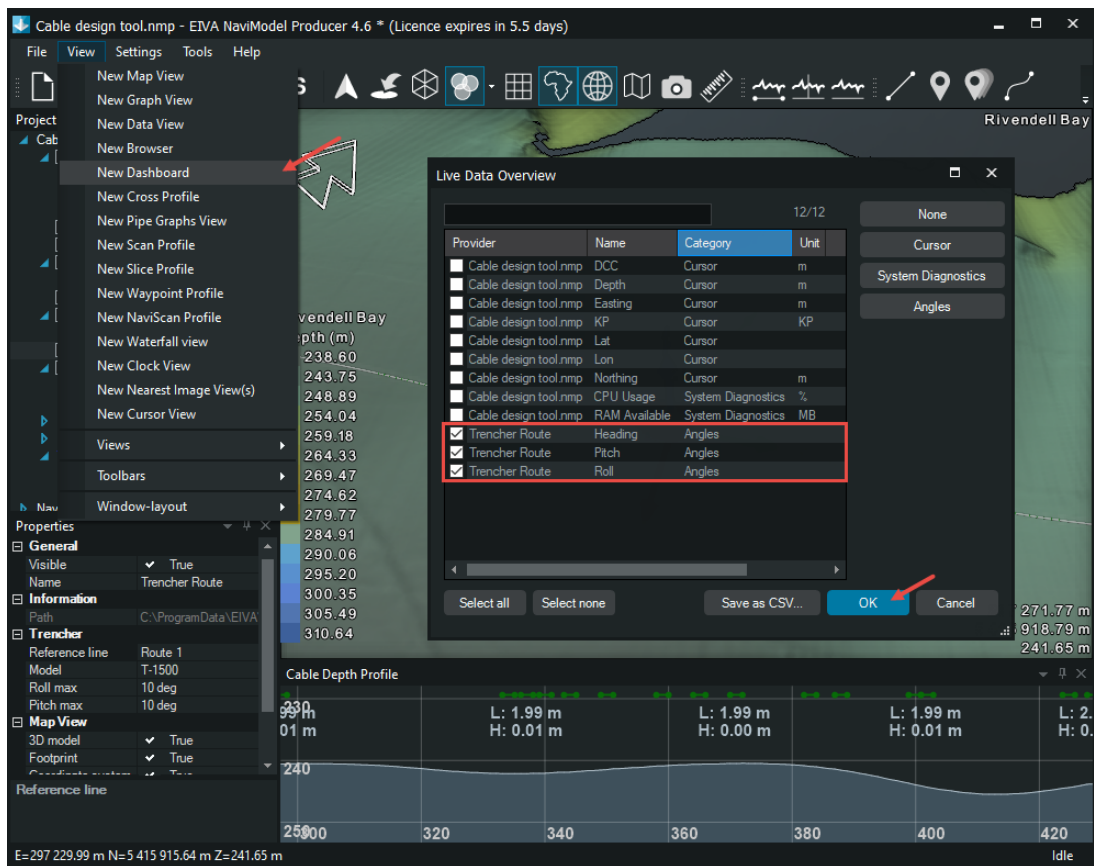 Cable design tool.nmp - EIVA NaviModel Producer 4.6 * (Licence expires in 5.5 days)
File View Settings Tools Help
New Map View
New Graph View
New Data View
New Browser
New Dashboard
New Cross Profile
New Pipe Graphs View
New Scan Profile
New Slice Profile
New Waypoint Profile
New NaviScan Profile
New Waterfall view
New Clock View
New Nearest Image View(s)
New Cursor View
Views
Toolbars
Window-layout
Project
Cab
Nav
Rivendell Bay
vendell Bay
epth (m)
238.60
243.75
248.89
254.04
259.18
264.33
269.47
274.62
279.77
284.91
290.06
295.20
300.35
305.49
310.64
Live Data Overview
12/12
Provider Name Category Unit
Cable design tool.nmp DCC Cursor m
Cable design tool.nmp Depth Cursor m
Cable design tool.nmp Easting Cursor m
Cable design tool.nmp KP Cursor KP
Cable design tool.nmp Lat Cursor
Cable design tool.nmp Lon Cursor
Cable design tool.nmp Northing Cursor m
Cable design tool.nmp CPU Usage System Diagnostics %
Cable design tool.nmp RAM Available System Diagnostics MB
Trencher Route Heading Angles
Trencher Route Pitch Angles
Trencher Route Roll Angles
None
Cursor
System Diagnostics
Angles
Select all Select none Save as CSV... OK Cancel
271.77 m
918.79 m
241.65 m
Properties
General
Visible True
Name Trencher Route
Information
Path C:\ProgramData\EIVA
Trencher
Reference line Route 1
Model T-1500
Roll max 10 deg
Pitch max 10 deg
Map View
3D model True
Footprint True
Coordinate system True
Reference line
Cable Depth Profile
230
99 m L: 1.99 m L: 1.99 m L: 1.99 m L: 2.
01 m H: 0.01 m H: 0.00 m H: 0.01 m H: 0.
240
250
300 320 340 360 380 400 420
E=297 229.99 m N=5 415 915.64 m Z=241.65 m
Idle